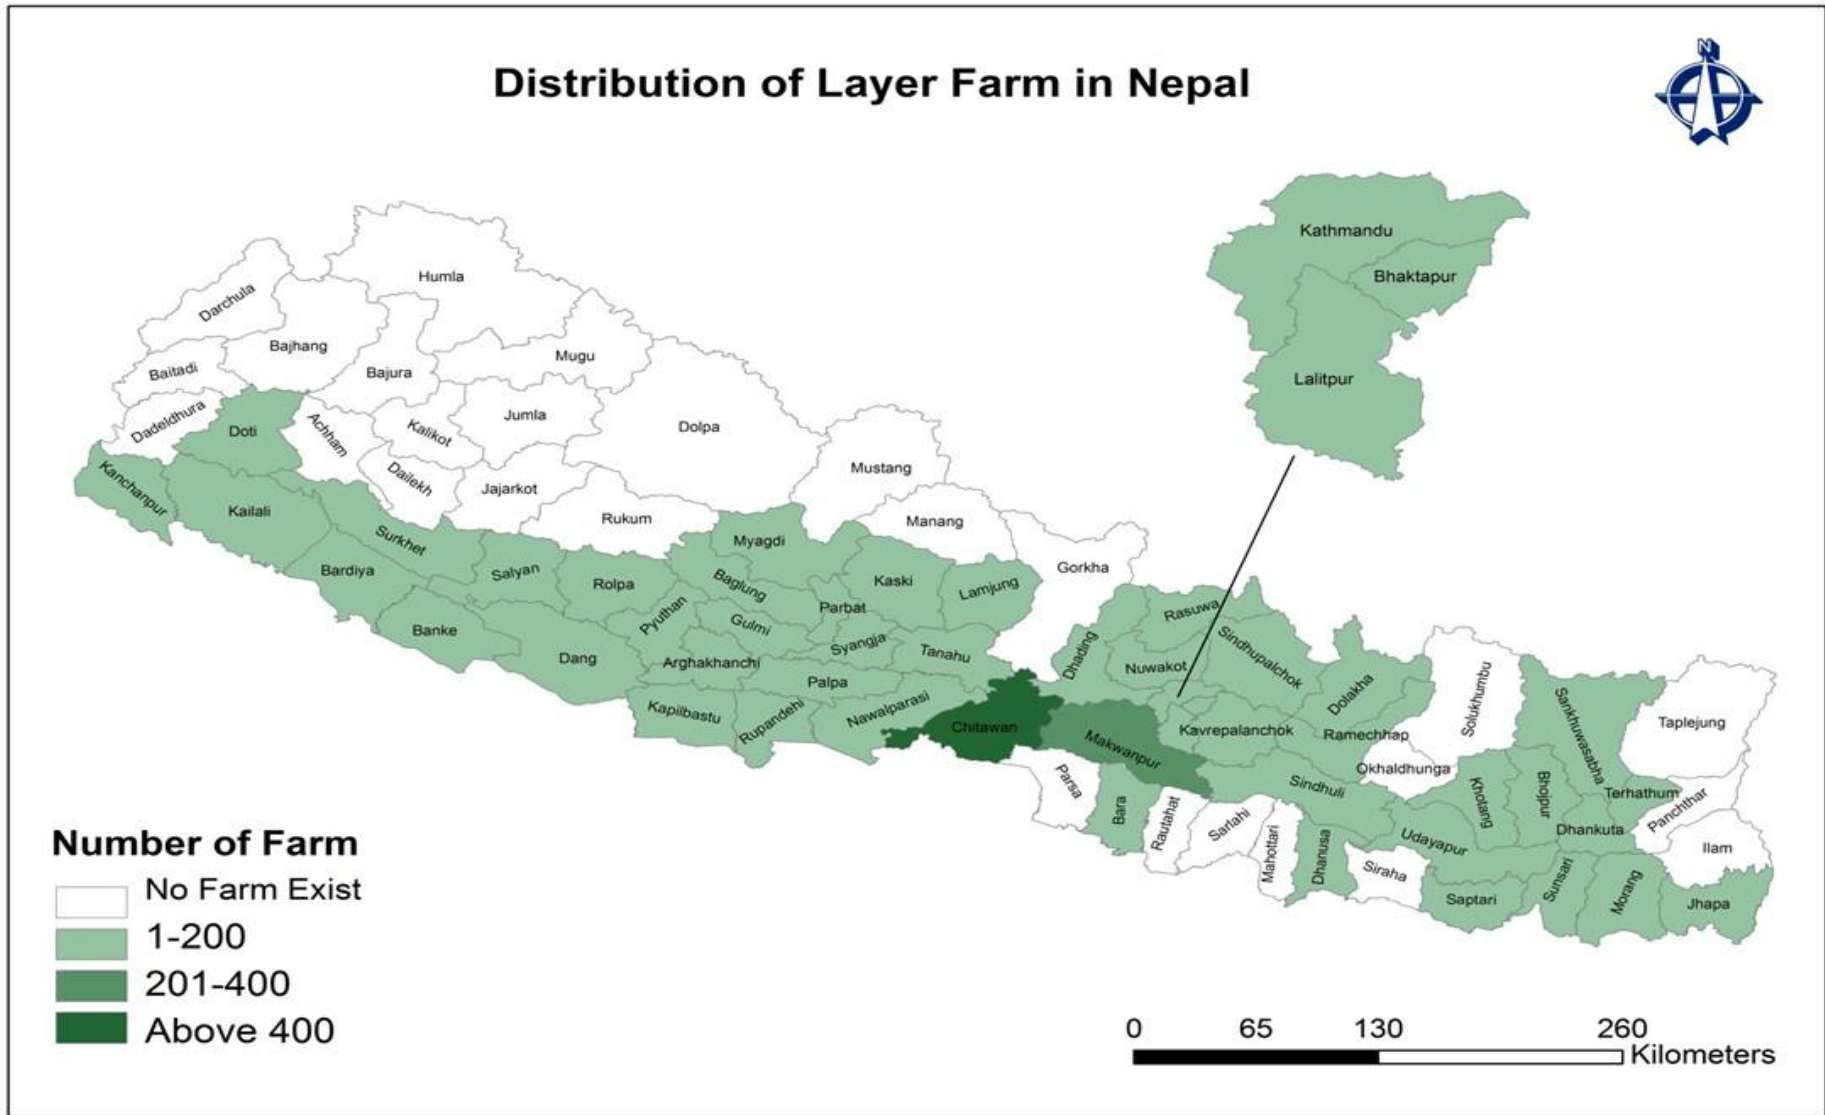 Distribution of Layer Farm in Nepal
N
Kathmandu
Bhaktapur
Lalitpur
Humla
Darchula
Bajhang
Mugu
Baitadi
Bajura
Dadeldhura
Doti
Achham
Kalikot
Jumla
Dolpa
Dailekh
Jajarkot
Mustang
Kanchanpur
Kailali
Rukum
Manang
Surkhet
Myagdi
Gorkha
Bardiya
Salyan
Rolpa
Baglung
Kaski
Lamjung
Parbat
Rasuwa
Banke
Pyuthan
Gulmi
Syangja
Tanahu
Dhading
Nuwakot
Sindhupalchok
Dang
Arghakhanchi
Palpa
Dolakha
Solukhumbu
Sankhuwasabha
Taplejung
Kapilbastu
Rupandehi
Nawalparasi
Chitawan
Makwanpur
Kavrepalanchok
Ramechhap
Okhaldhunga
Parsa
Bara
Rautahat
Sarlahi
Mahottari
Sindhuli
Dhanusa
Siraha
Udayapur
Khotang
Bhojpur
Terhathum
Panchthar
Dhankuta
Ilam
Saptari
Sunsari
Morang
Jhapa
Number of Farm
No Farm Exist
1-200
201-400
Above 400
0 65 130 260
Kilometers